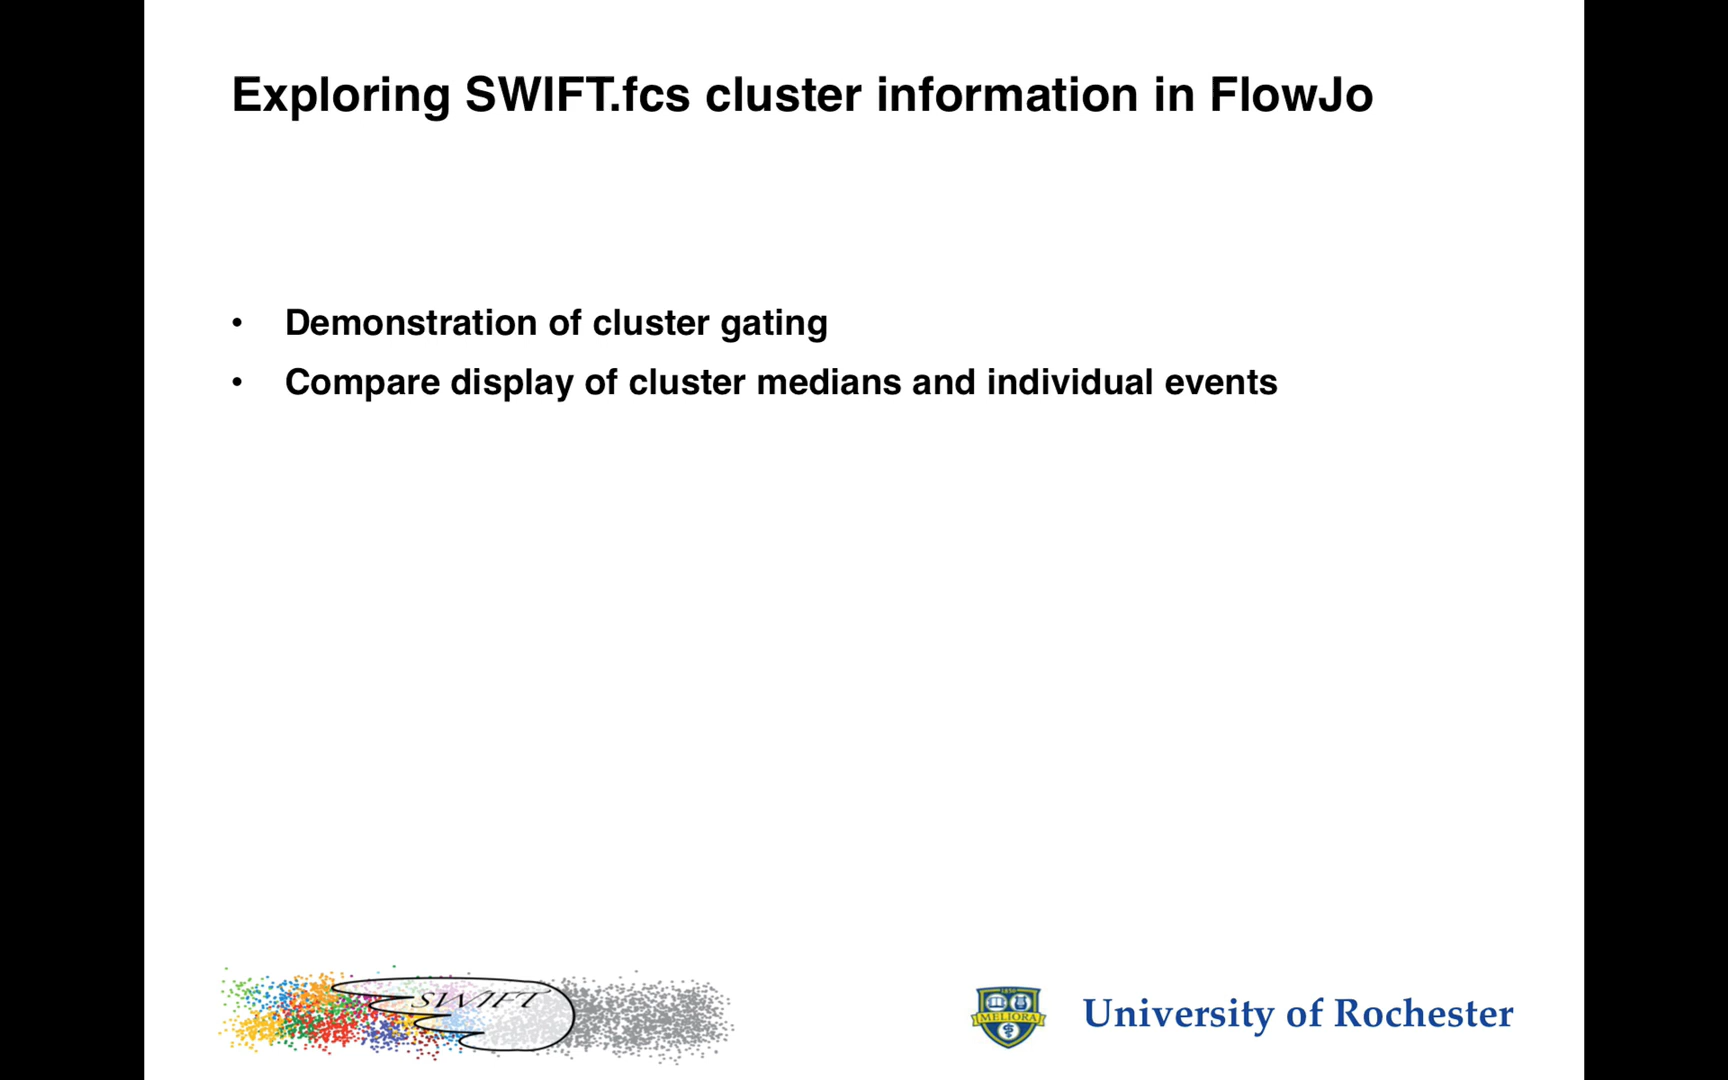 Exploring SWIFT.fcs cluster information in FlowJo
• Demonstration of cluster gating
• Compare display of cluster medians and individual events
SWIFT
MELIORA
University of Rochester